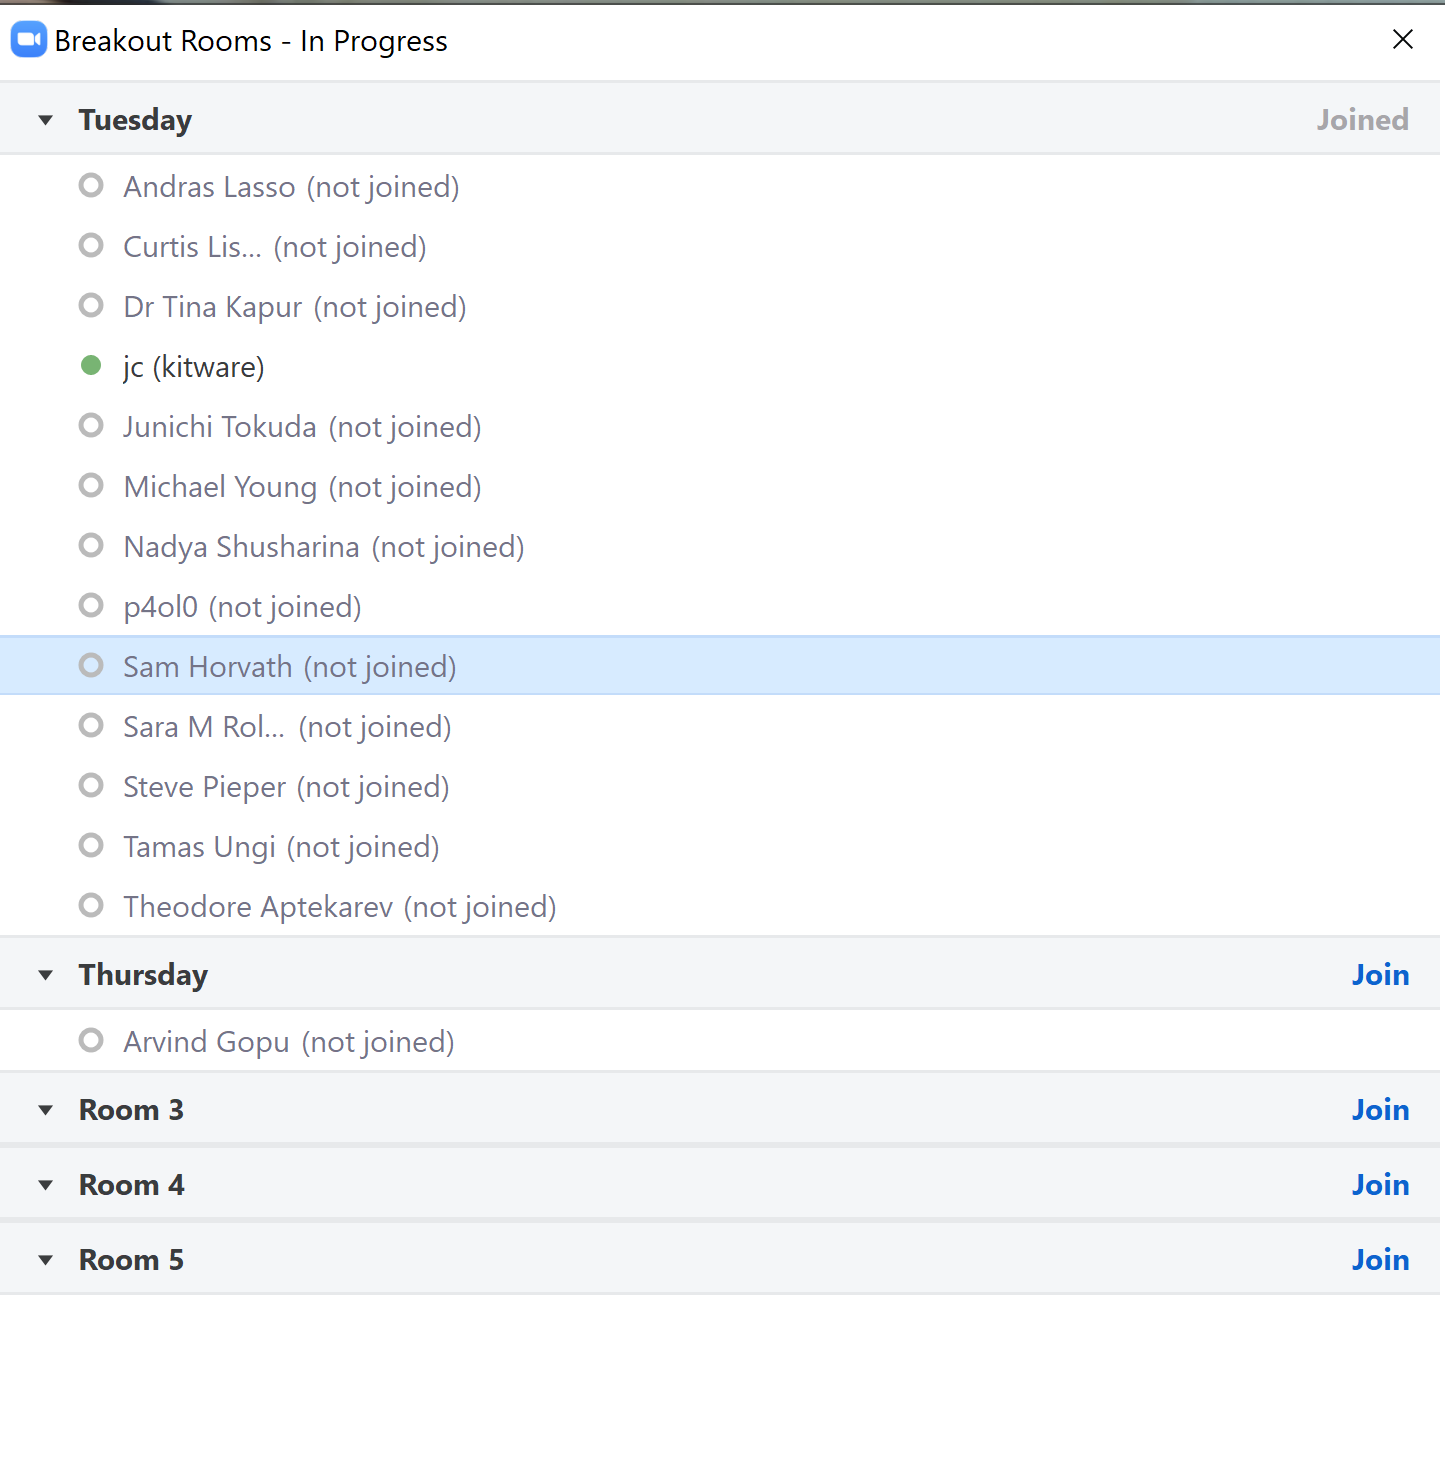 Breakout Rooms - In Progress
Tuesday Joined
Andras Lasso (not joined)
Curtis Lis... (not joined)
Dr Tina Kapur (not joined)
jc (kitware)
Junichi Tokuda (not joined)
Michael Young (not joined)
Nadya Shusharina (not joined)
p4ol0 (not joined)
Sam Horvath (not joined)
Sara M Rol... (not joined)
Steve Pieper (not joined)
Tamas Ungi (not joined)
Theodore Aptekarev (not joined)
Thursday Join
Arvind Gopu (not joined)
Room 3 Join
Room 4 Join
Room 5 Join